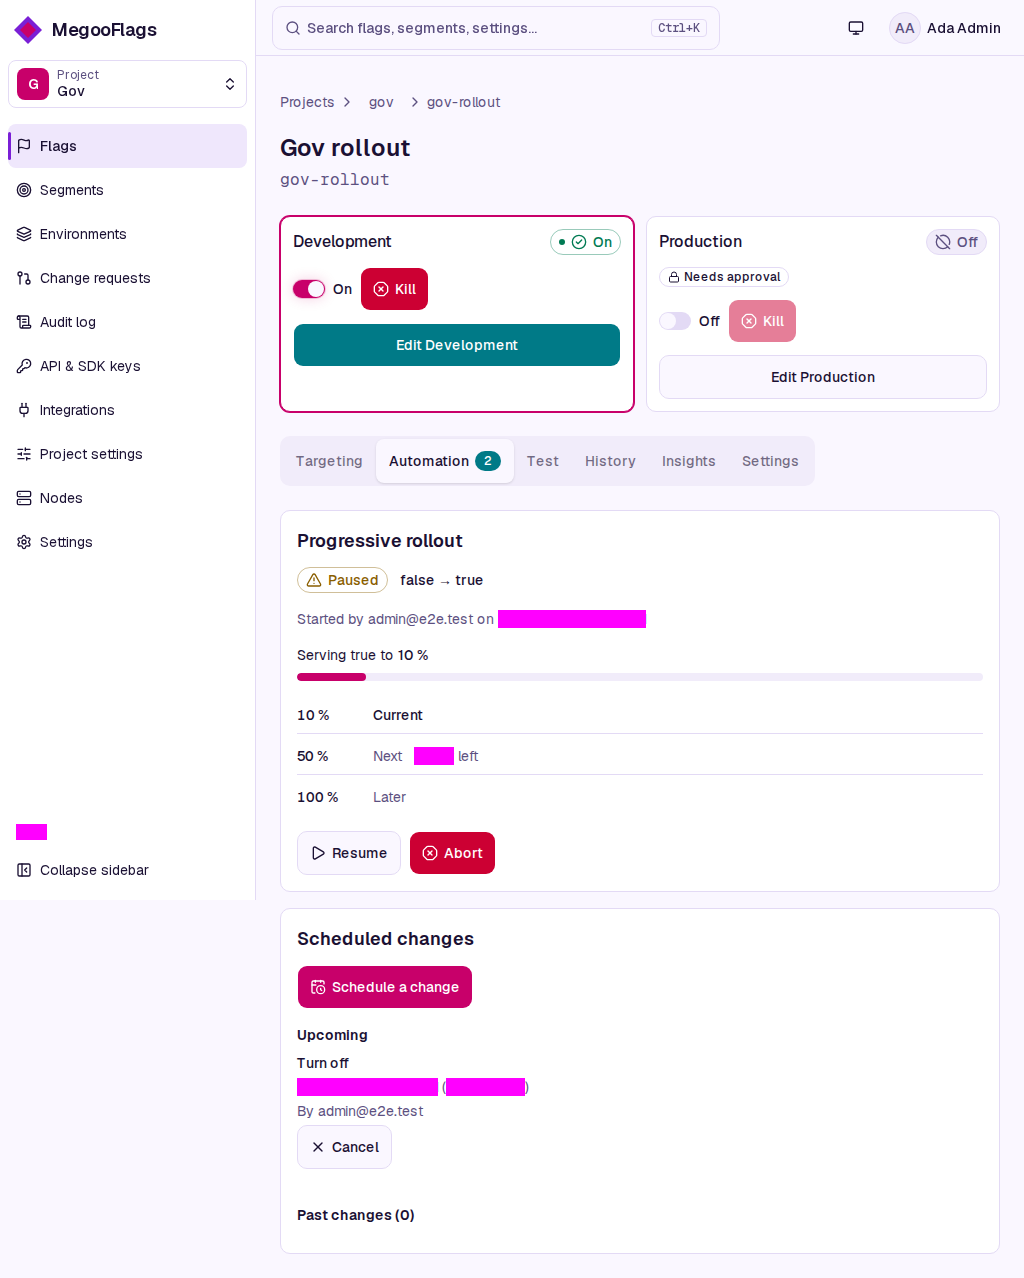 MegooFlags
Search flags, segments, settings... Ctrl+K
AA Ada Admin
G Project
Gov
Flags
Segments
Environments
Change requests
Audit log
API & SDK keys
Integrations
Project settings
Nodes
Settings
Collapse sidebar
Projects > gov > gov-rollout
Gov rollout
gov-rollout
Development On
On Kill
Edit Development
Production Off
Needs approval
Off Kill
Edit Production
Targeting Automation 2 Test History Insights Settings
Progressive rollout
Paused false → true
Started by admin@e2e.test on
Serving true to 10 %
10 % Current
50 % Next left
100 % Later
Resume Abort
Scheduled changes
Schedule a change
Upcoming
Turn off
( )
By admin@e2e.test
Cancel
Past changes (0)